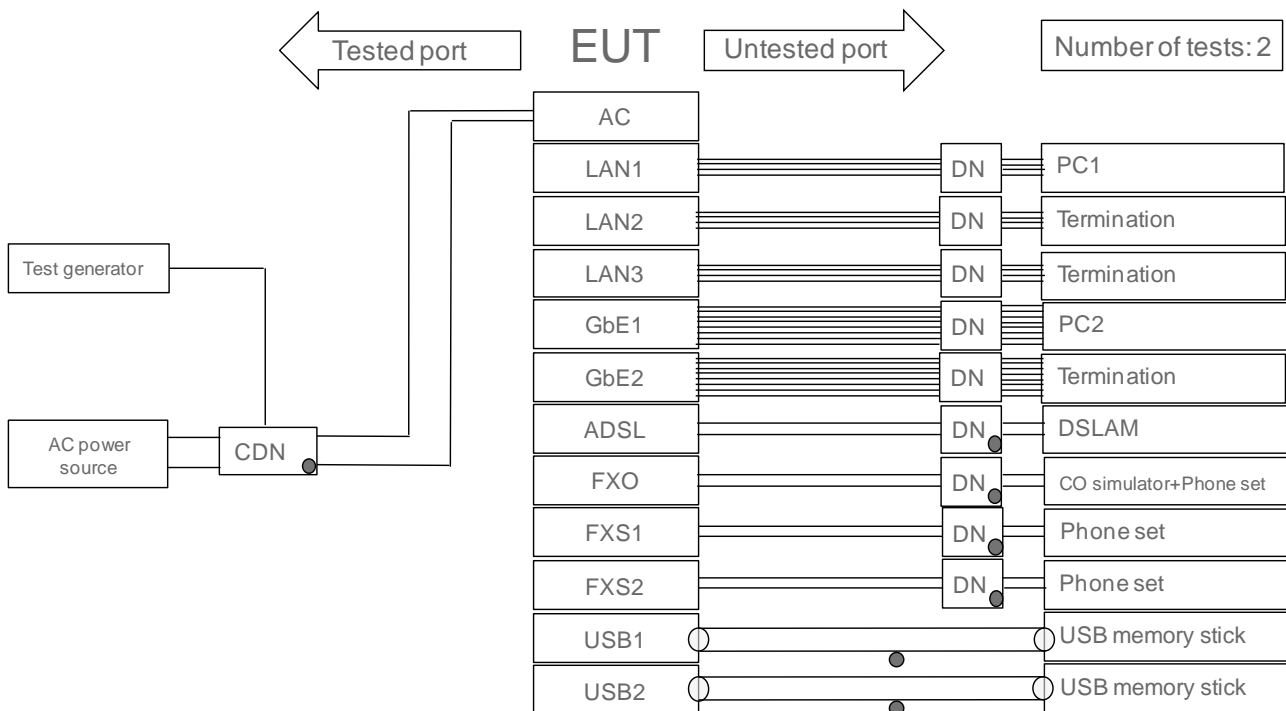 Tested port
EUT
Untested port
Number of tests: 2
AC
LAN1
DN
PC1
LAN2
DN
Termination
Test generator
LAN3
DN
Termination
GbE1
DN
PC2
GbE2
DN
Termination
AC power
source
CDN
ADSL
DN
DSLAM
FXO
DN
CO simulator+Phone set
FXS1
DN
Phone set
FXS2
DN
Phone set
USB1
USB memory stick
USB2
USB memory stick